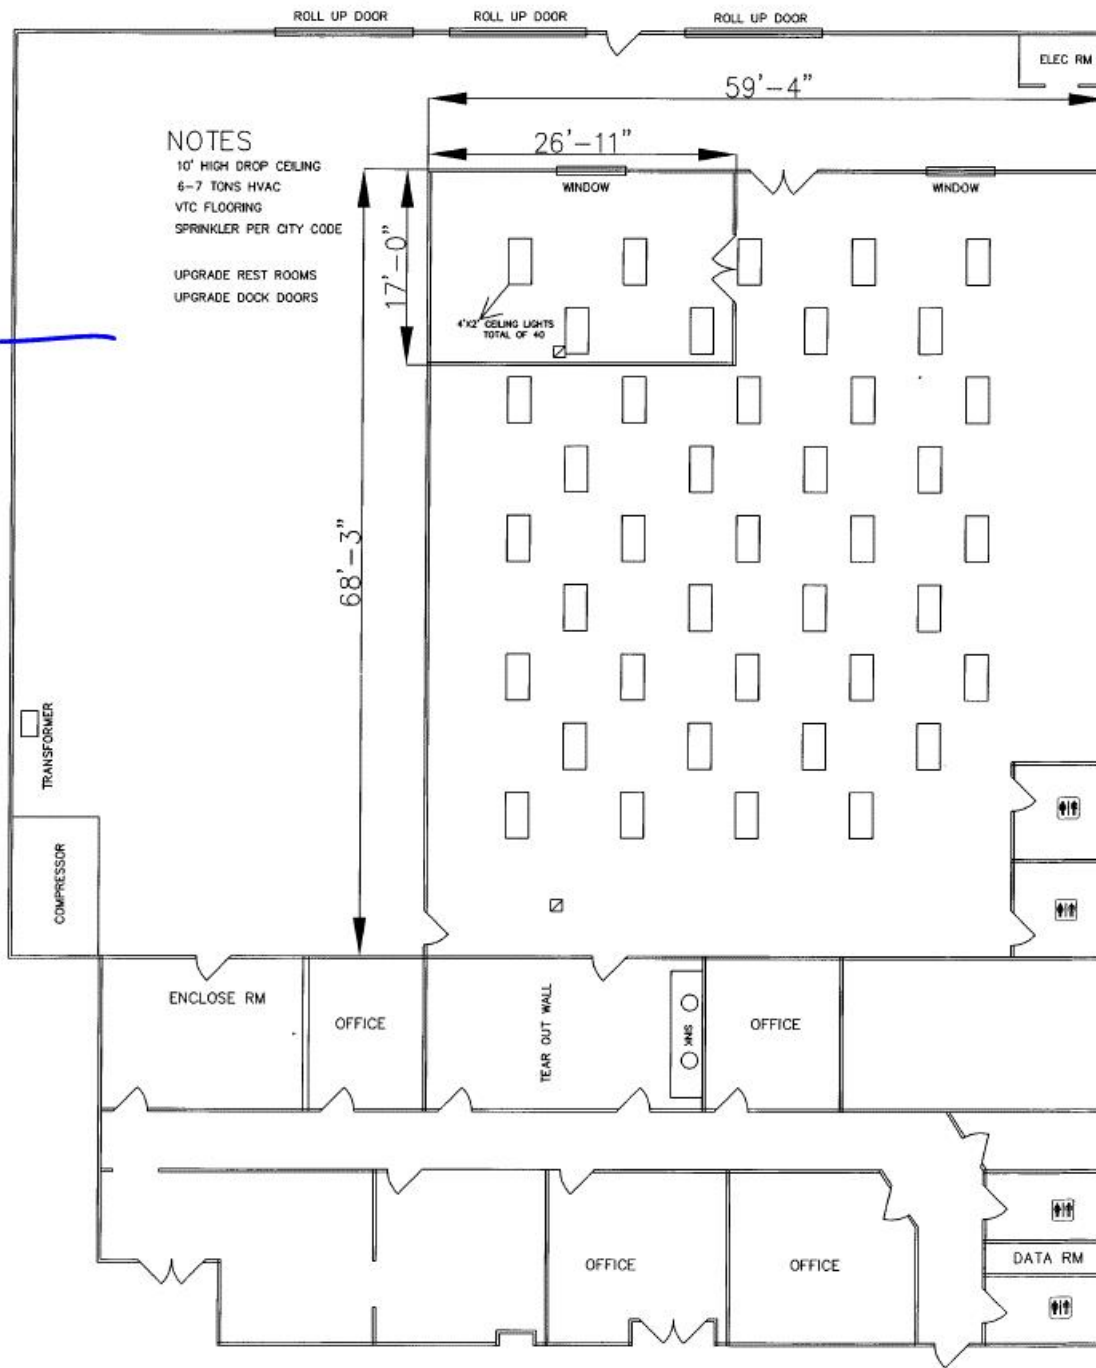 ROLL UP DOOR
ROLL UP DOOR
ROLL UP DOOR
ELEC RM
59'-4"
NOTES
10' HIGH DROP CEILING
6-7 TONS HVAC
VTC FLOORING
SPRINKLER PER CITY CODE
UPGRADE REST ROOMS
UPGRADE DOCK DOORS
26'-11"
WINDOW
WINDOW
17'-0"
4'X2' CEILING LIGHTS
TOTAL OF 40
68'-3"
TRANSFORMER
COMPRESSOR
ENCLOSE RM
OFFICE
TEAR OUT WALL
SINK
OFFICE
OFFICE
OFFICE
DATA RM